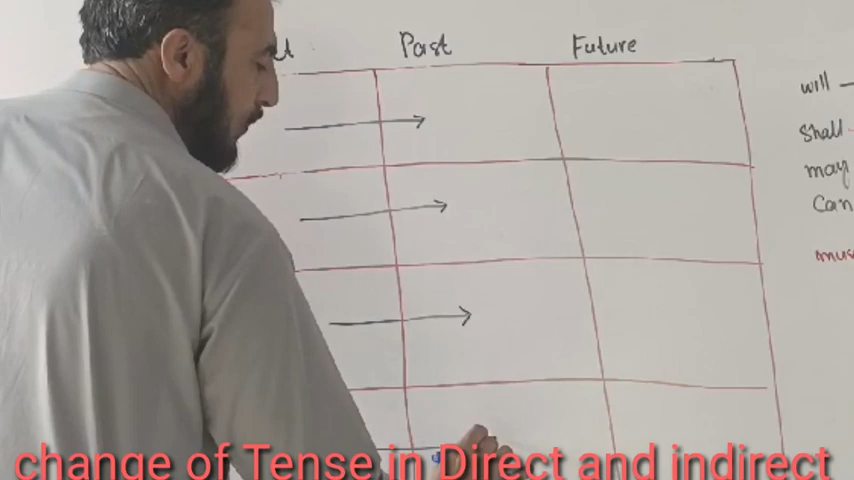 Past Future
will
Shall
may
Can
change of Tense in Direct and indirect